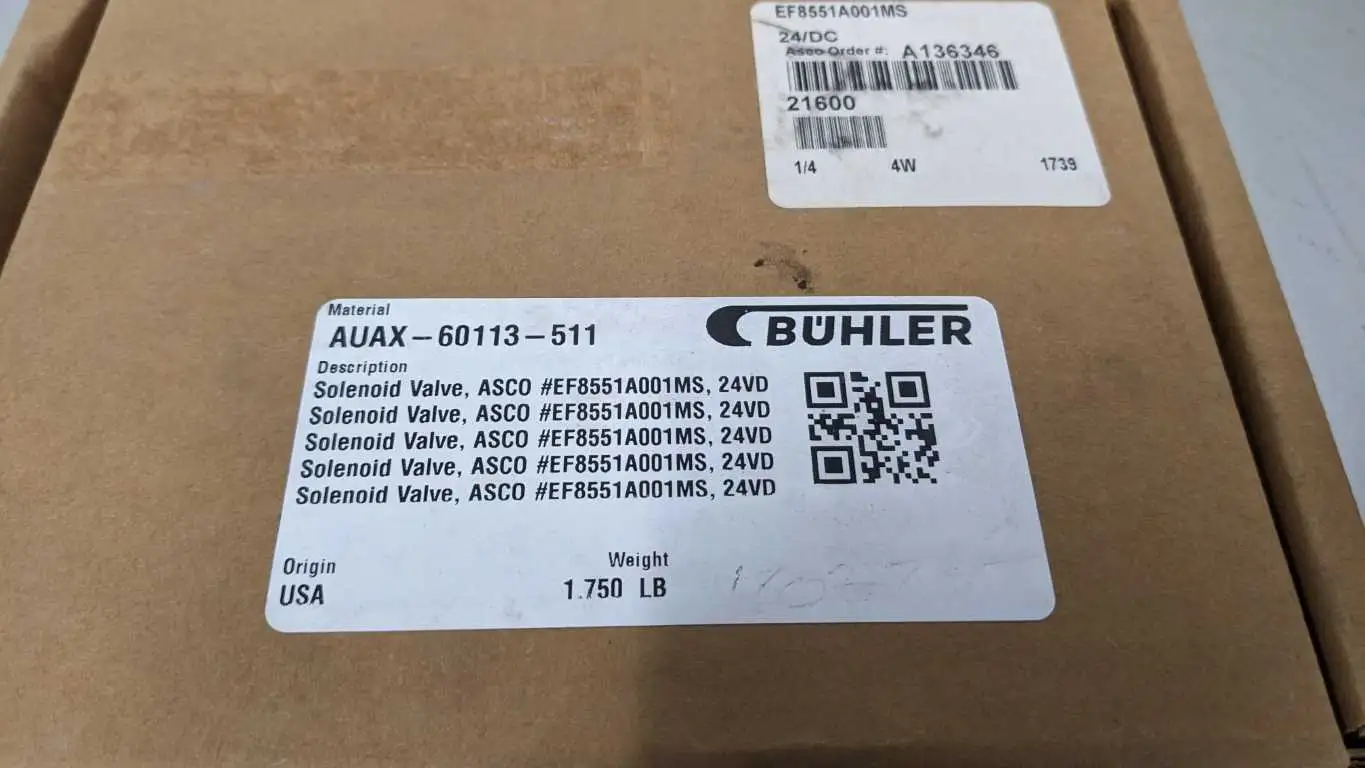 EF8551A001MS
24/DC
Asco Order #: A136346
21600
1/4 4W 1739
Material
AUAX-60113-511
BÜHLER
Description
Solenoid Valve, ASCO #EF8551A001MS, 24VD
Solenoid Valve, ASCO #EF8551A001MS, 24VD
Solenoid Valve, ASCO #EF8551A001MS, 24VD
Solenoid Valve, ASCO #EF8551A001MS, 24VD
Solenoid Valve, ASCO #EF8551A001MS, 24VD
Origin Weight
USA 1.750 LB